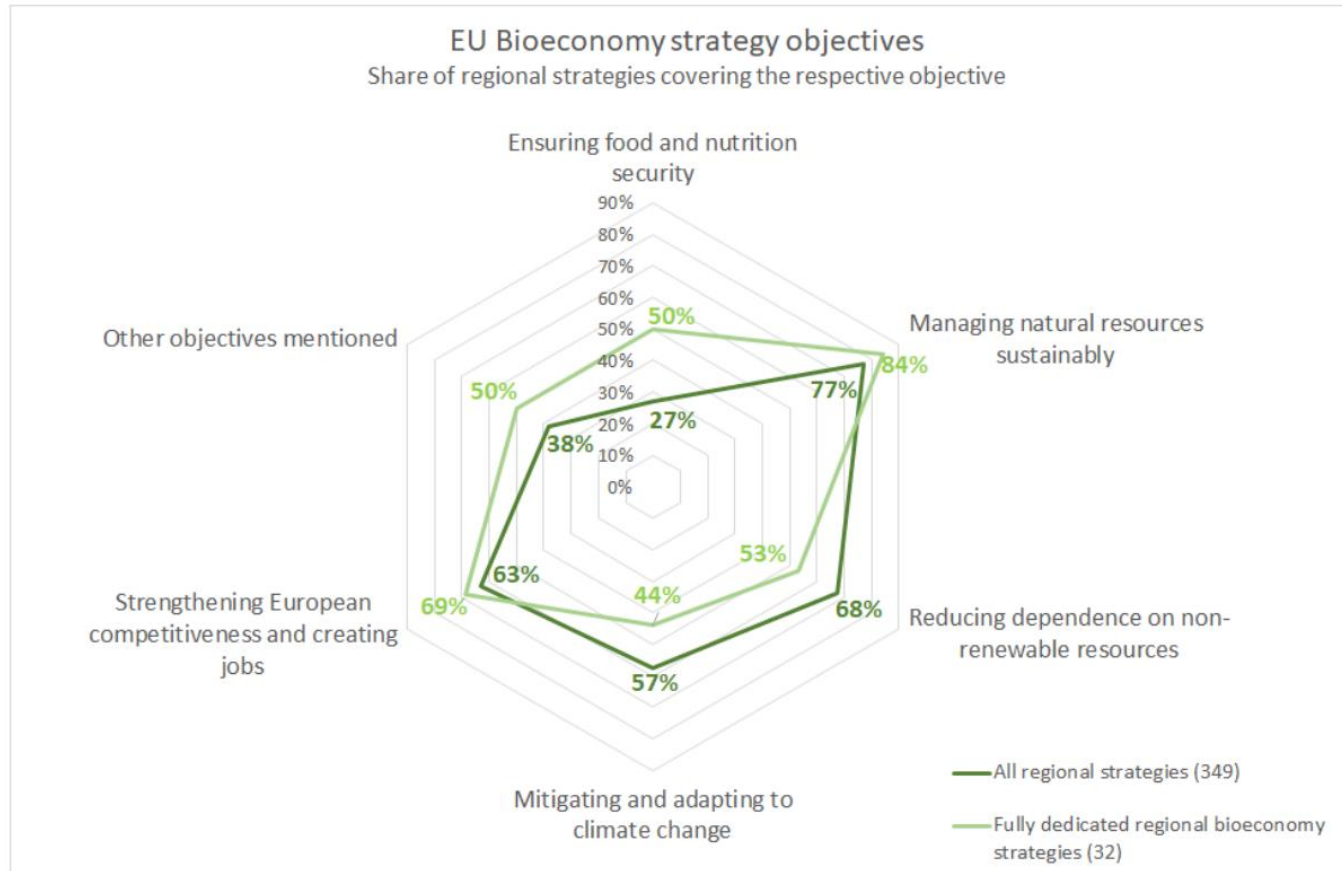 EU Bioeconomy strategy objectives
Share of regional strategies covering the respective objective
Ensuring food and nutrition
security
90%
80%
70%
60%
50%
40%
30%
20%
10%
0%
50%
27%
Managing natural resources
sustainably
84%
77%
Other objectives mentioned
50%
38%
53%
68%
Reducing dependence on non-
renewable resources
44%
57%
Mitigating and adapting to
climate change
63%
69%
Strengthening European
competitiveness and creating
jobs
All regional strategies (349)
Fully dedicated regional bioeconomy
strategies (32)